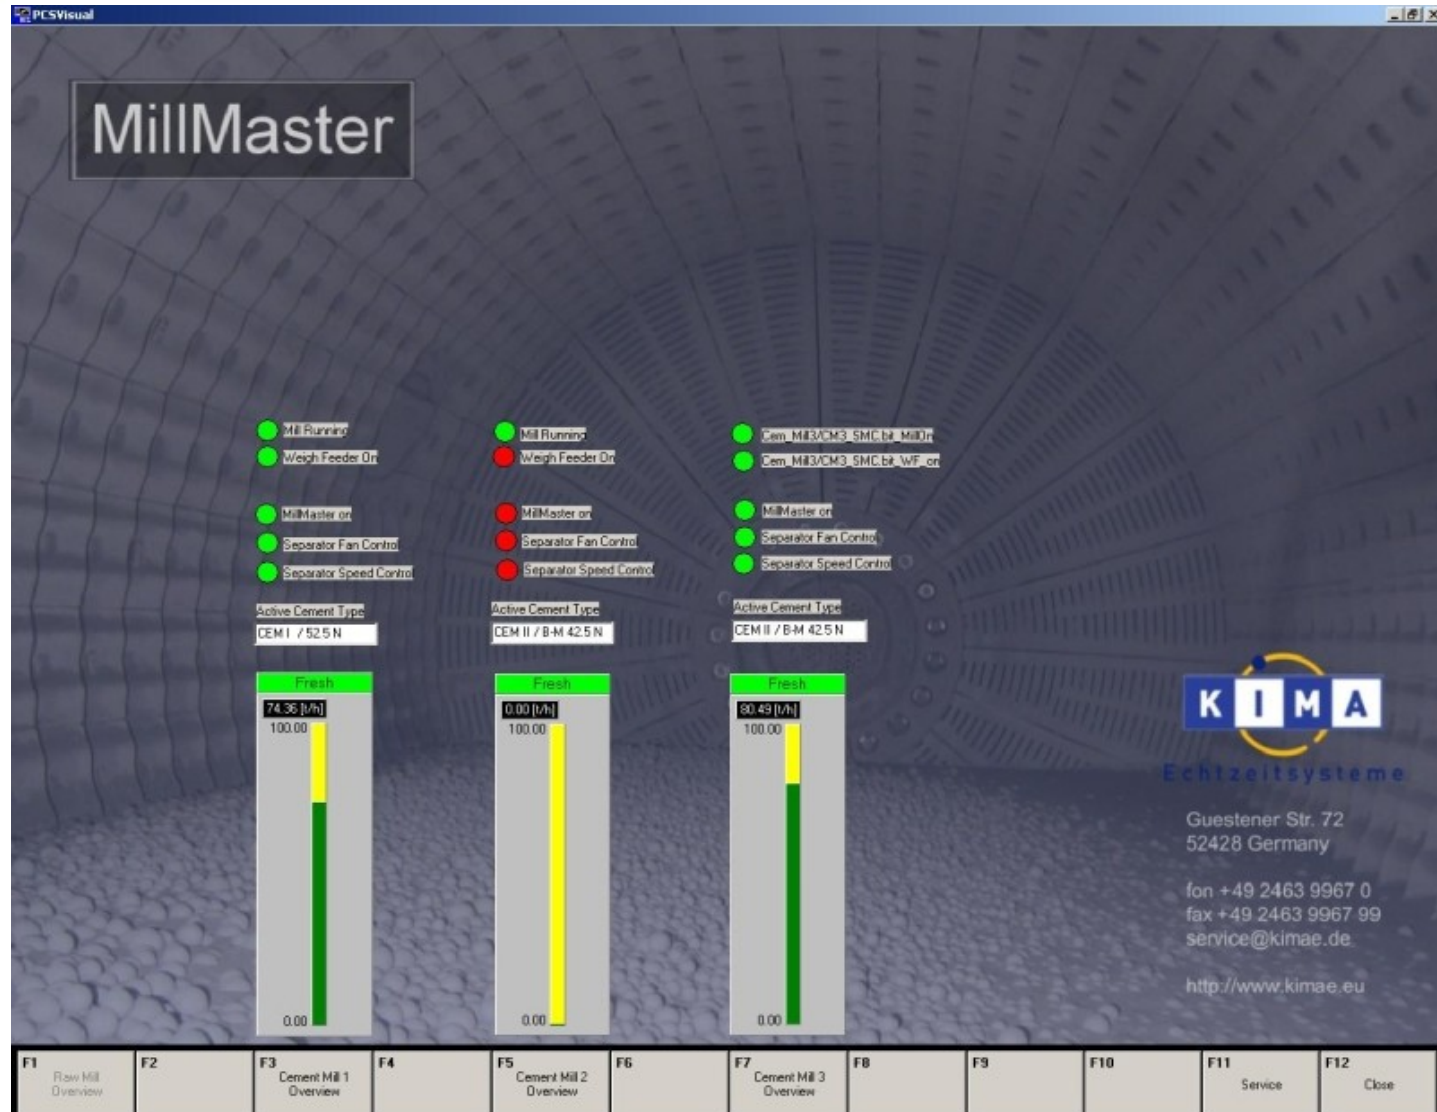 PCSVisual
MillMaster
Mill Running
Weigh Feeder On
MillMaster on
Separator Fan Control
Separator Speed Control
Active Cement Type
CEM I / 52.5 N
Fresh
74.36 [t/h]
100.00
0.00
Mill Running
Weigh Feeder On
MillMaster on
Separator Fan Control
Separator Speed Control
Active Cement Type
CEM II / B-M 42.5 N
Fresh
0.00 [t/h]
100.00
0.00
Cem_Mill3/CM3_SMC.bit_MillOn
Cem_Mill3/CM3_SMC.bit_WF_on
MillMaster on
Separator Fan Control
Separator Speed Control
Active Cement Type
CEM II / B-M 42.5 N
Fresh
80.49 [t/h]
100.00
0.00
KIMA
Echtzeitsysteme
Guestener Str. 72
52428 Germany
fon +49 2463 9967 0
fax +49 2463 9967 99
service@kimae.de
http://www.kimae.eu
F1
Raw Mill
Overview
F2
F3
Cement Mill 1
Overview
F4
F5
Cement Mill 2
Overview
F6
F7
Cement Mill 3
Overview
F8
F9
F10
F11
Service
F12
Close